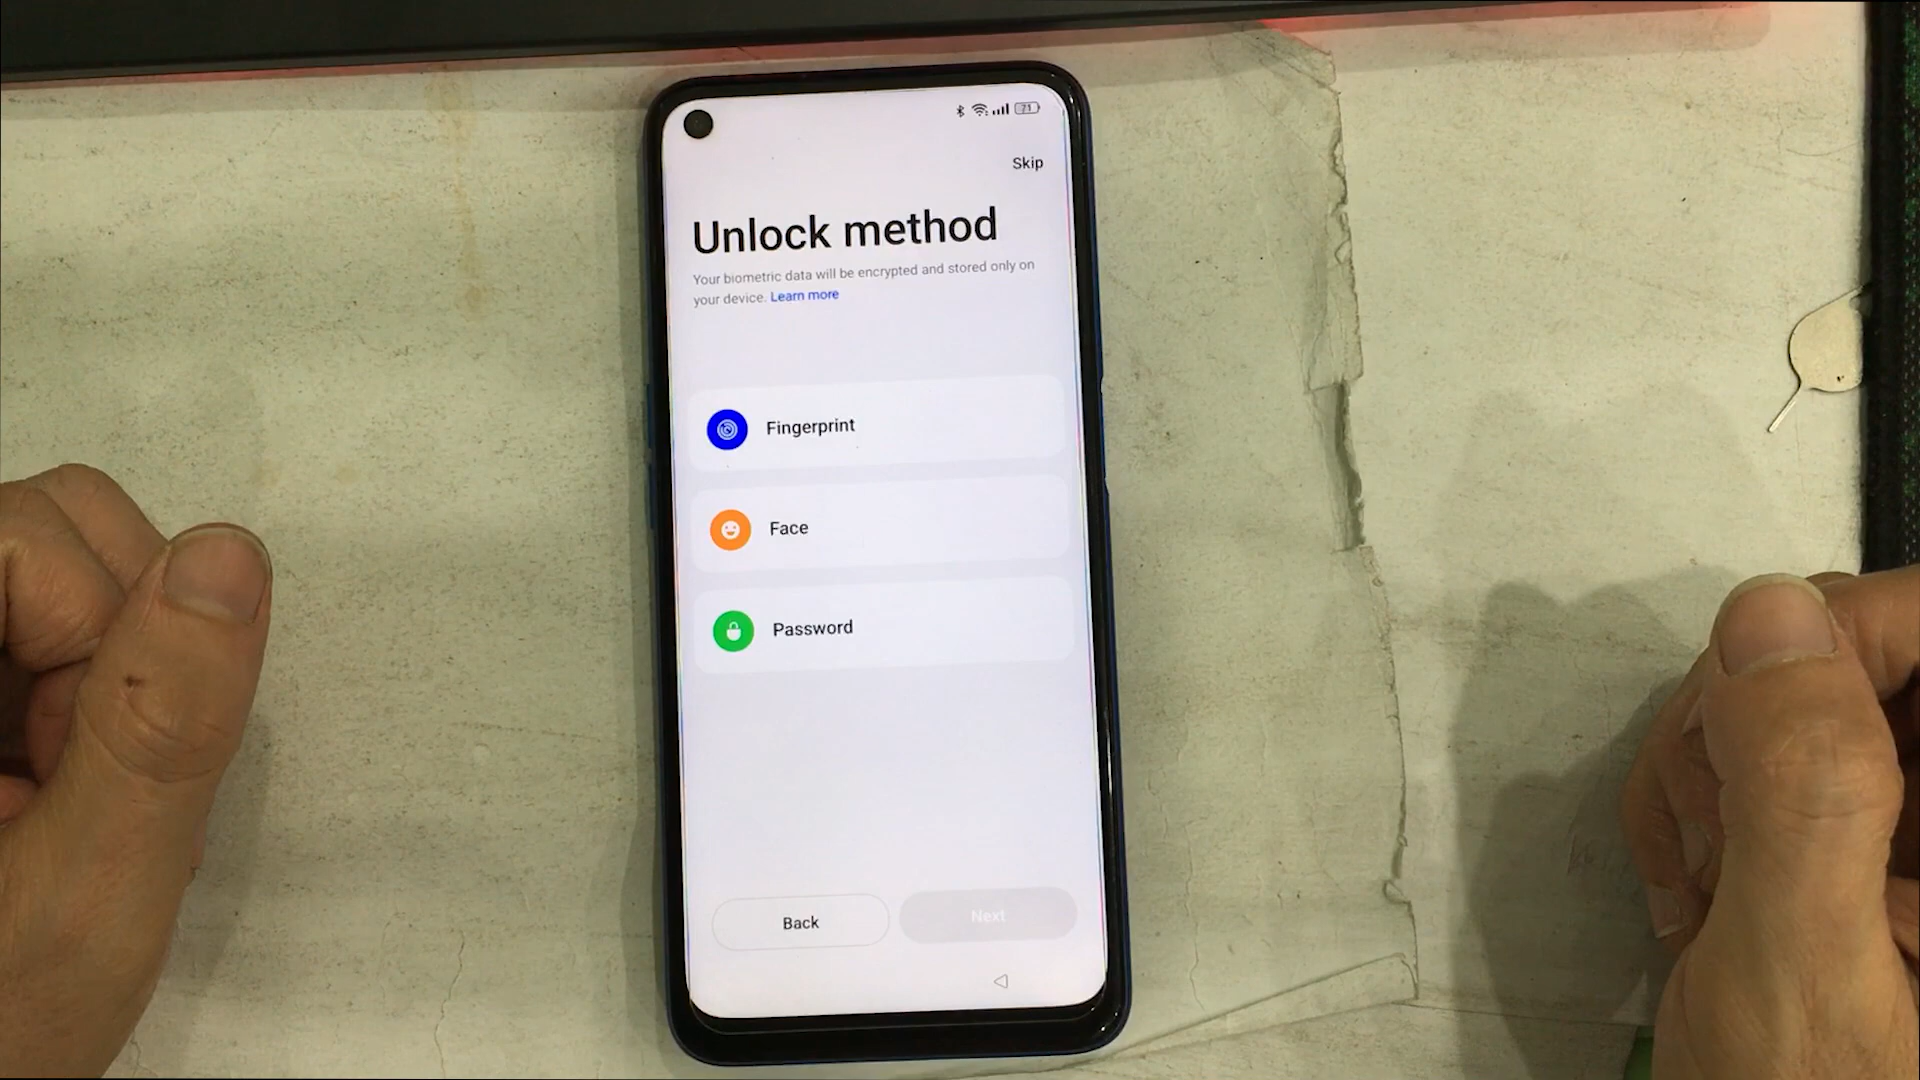 71
Skip
Unlock method
Your biometric data will be encrypted and stored only on
your device. Learn more
Fingerprint
Face
Password
Back
Next